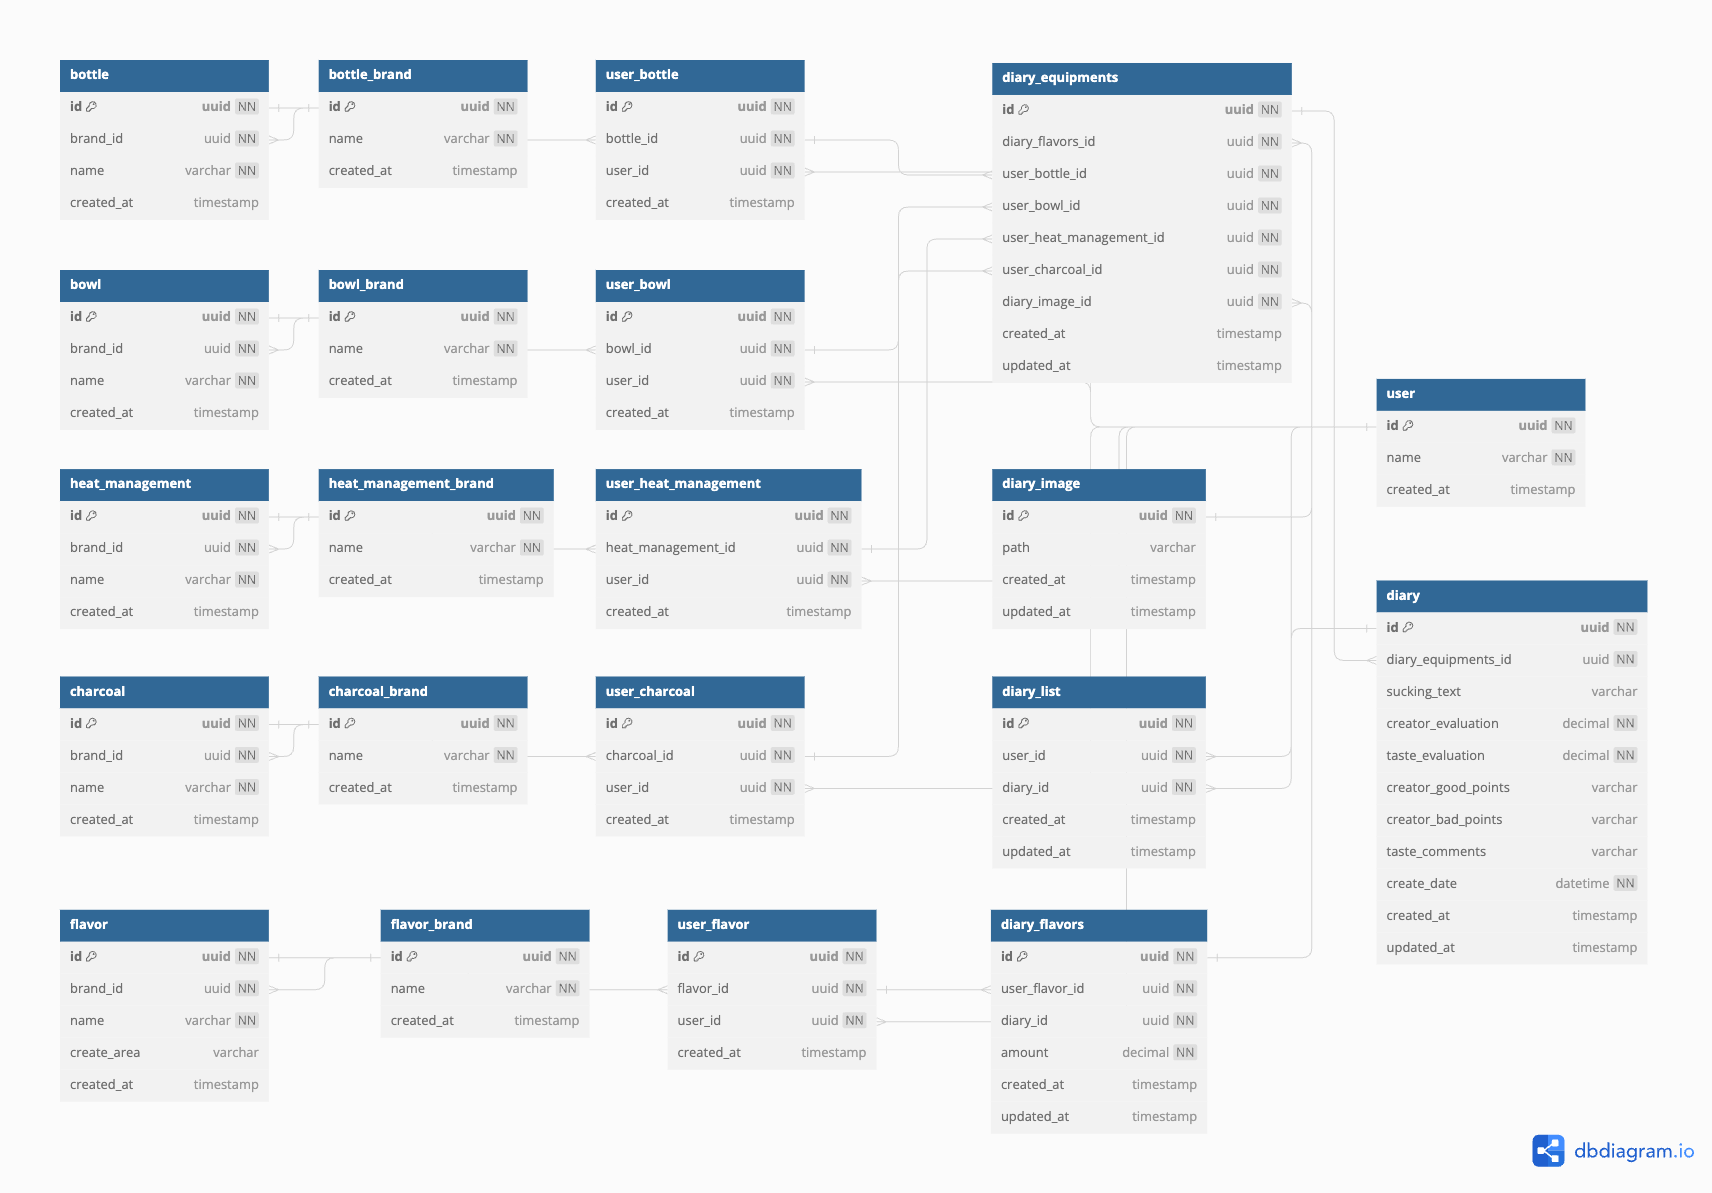 bottle
id uuid NN
brand_id uuid NN
name varchar NN
created_at timestamp
bottle_brand
id uuid NN
name varchar NN
created_at timestamp
user_bottle
id uuid NN
bottle_id uuid NN
user_id uuid NN
created_at timestamp
diary_equipments
id uuid NN
diary_flavors_id uuid NN
user_bottle_id uuid NN
user_bowl_id uuid NN
user_heat_management_id uuid NN
user_charcoal_id uuid NN
diary_image_id uuid NN
created_at timestamp
updated_at timestamp
bowl
id uuid NN
brand_id uuid NN
name varchar NN
created_at timestamp
bowl_brand
id uuid NN
name varchar NN
created_at timestamp
user_bowl
id uuid NN
bowl_id uuid NN
user_id uuid NN
created_at timestamp
user
id uuid NN
name varchar NN
created_at timestamp
heat_management
id uuid NN
brand_id uuid NN
name varchar NN
created_at timestamp
heat_management_brand
id uuid NN
name varchar NN
created_at timestamp
user_heat_management
id uuid NN
heat_management_id uuid NN
user_id uuid NN
created_at timestamp
diary_image
id uuid NN
path varchar
created_at timestamp
updated_at timestamp
diary
id uuid NN
diary_equipments_id uuid NN
sucking_text varchar
creator_evaluation decimal NN
taste_evaluation decimal NN
creator_good_points varchar
creator_bad_points varchar
taste_comments varchar
create_date datetime NN
created_at timestamp
updated_at timestamp
charcoal
id uuid NN
brand_id uuid NN
name varchar NN
created_at timestamp
charcoal_brand
id uuid NN
name varchar NN
created_at timestamp
user_charcoal
id uuid NN
charcoal_id uuid NN
user_id uuid NN
created_at timestamp
diary_list
id uuid NN
user_id uuid NN
diary_id uuid NN
created_at timestamp
updated_at timestamp
flavor
id uuid NN
brand_id uuid NN
name varchar NN
create_area varchar
created_at timestamp
flavor_brand
id uuid NN
name varchar NN
created_at timestamp
user_flavor
id uuid NN
flavor_id uuid NN
user_id uuid NN
created_at timestamp
diary_flavors
id uuid NN
user_flavor_id uuid NN
diary_id uuid NN
amount decimal NN
created_at timestamp
updated_at timestamp
dbdiagram.io